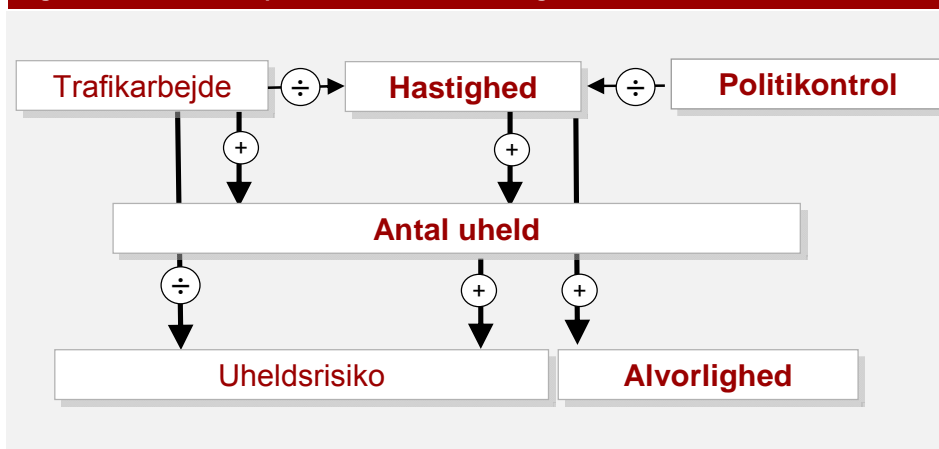 Trafikarbejde ÷ Hastighed ÷ Politikontrol
+ +
Antal uheld
÷ + +
Uheldsrisiko Alvorlighed